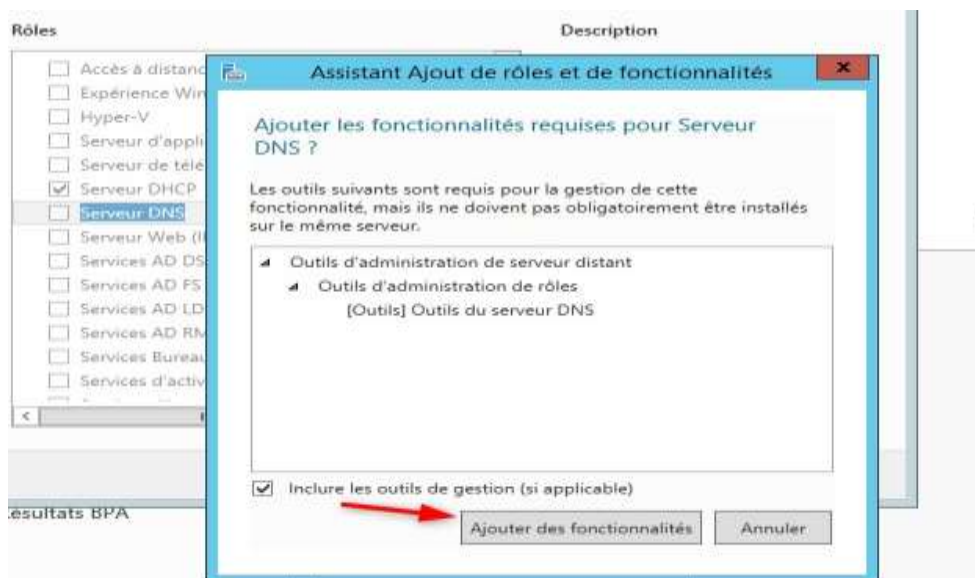 Rôles
Description
Accès à distanc
Expérience Win
Hyper-V
Serveur d'appli
Serveur de télé
Serveur DHCP
Serveur DNS
Serveur Web (II
Services AD DS
Services AD FS
Services AD LD
Services AD RM
Services Bureau
Services d'activ
Assistant Ajout de rôles et de fonctionnalités
Ajouter les fonctionnalités requises pour Serveur
DNS ?
Les outils suivants sont requis pour la gestion de cette
fonctionnalité, mais ils ne doivent pas obligatoirement être installés
sur le même serveur.
Outils d'administration de serveur distant
Outils d'administration de rôles
[Outils] Outils du serveur DNS
Inclure les outils de gestion (si applicable)
Ajouter des fonctionnalités
Annuler
ésultats BPA